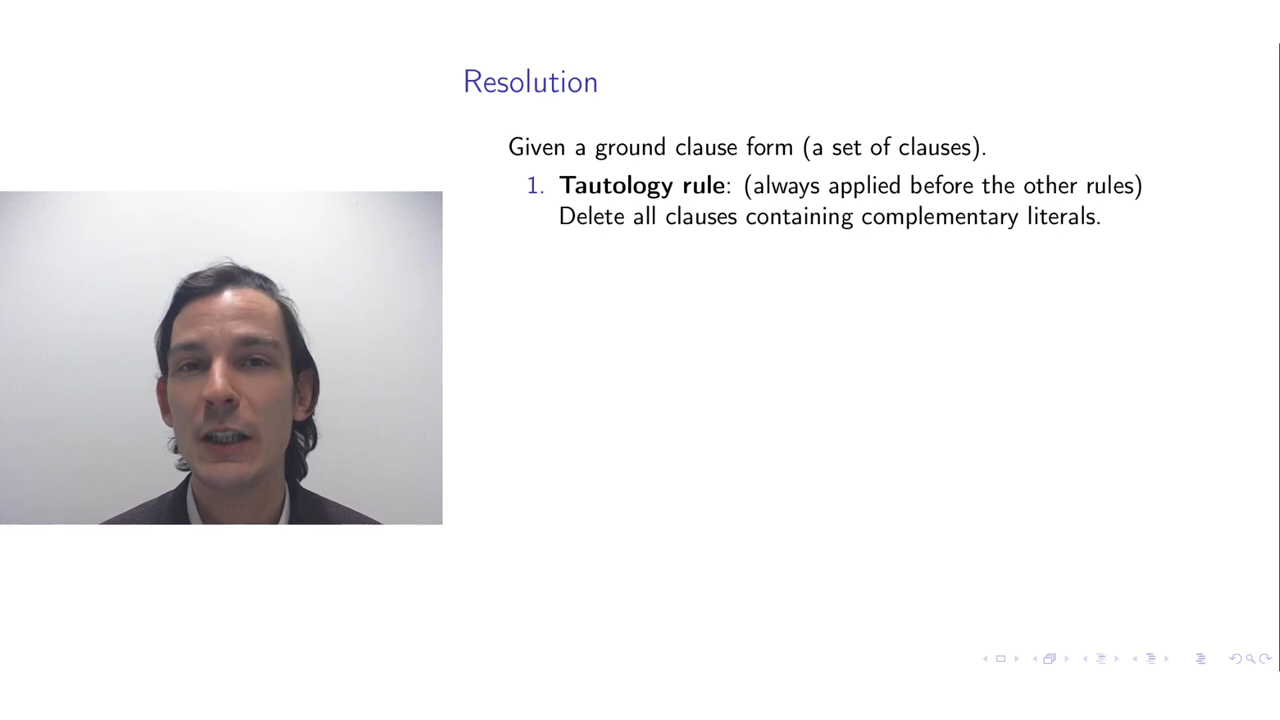 Resolution
Given a ground clause form (a set of clauses).
1. Tautology rule: (always applied before the other rules)
Delete all clauses containing complementary literals.